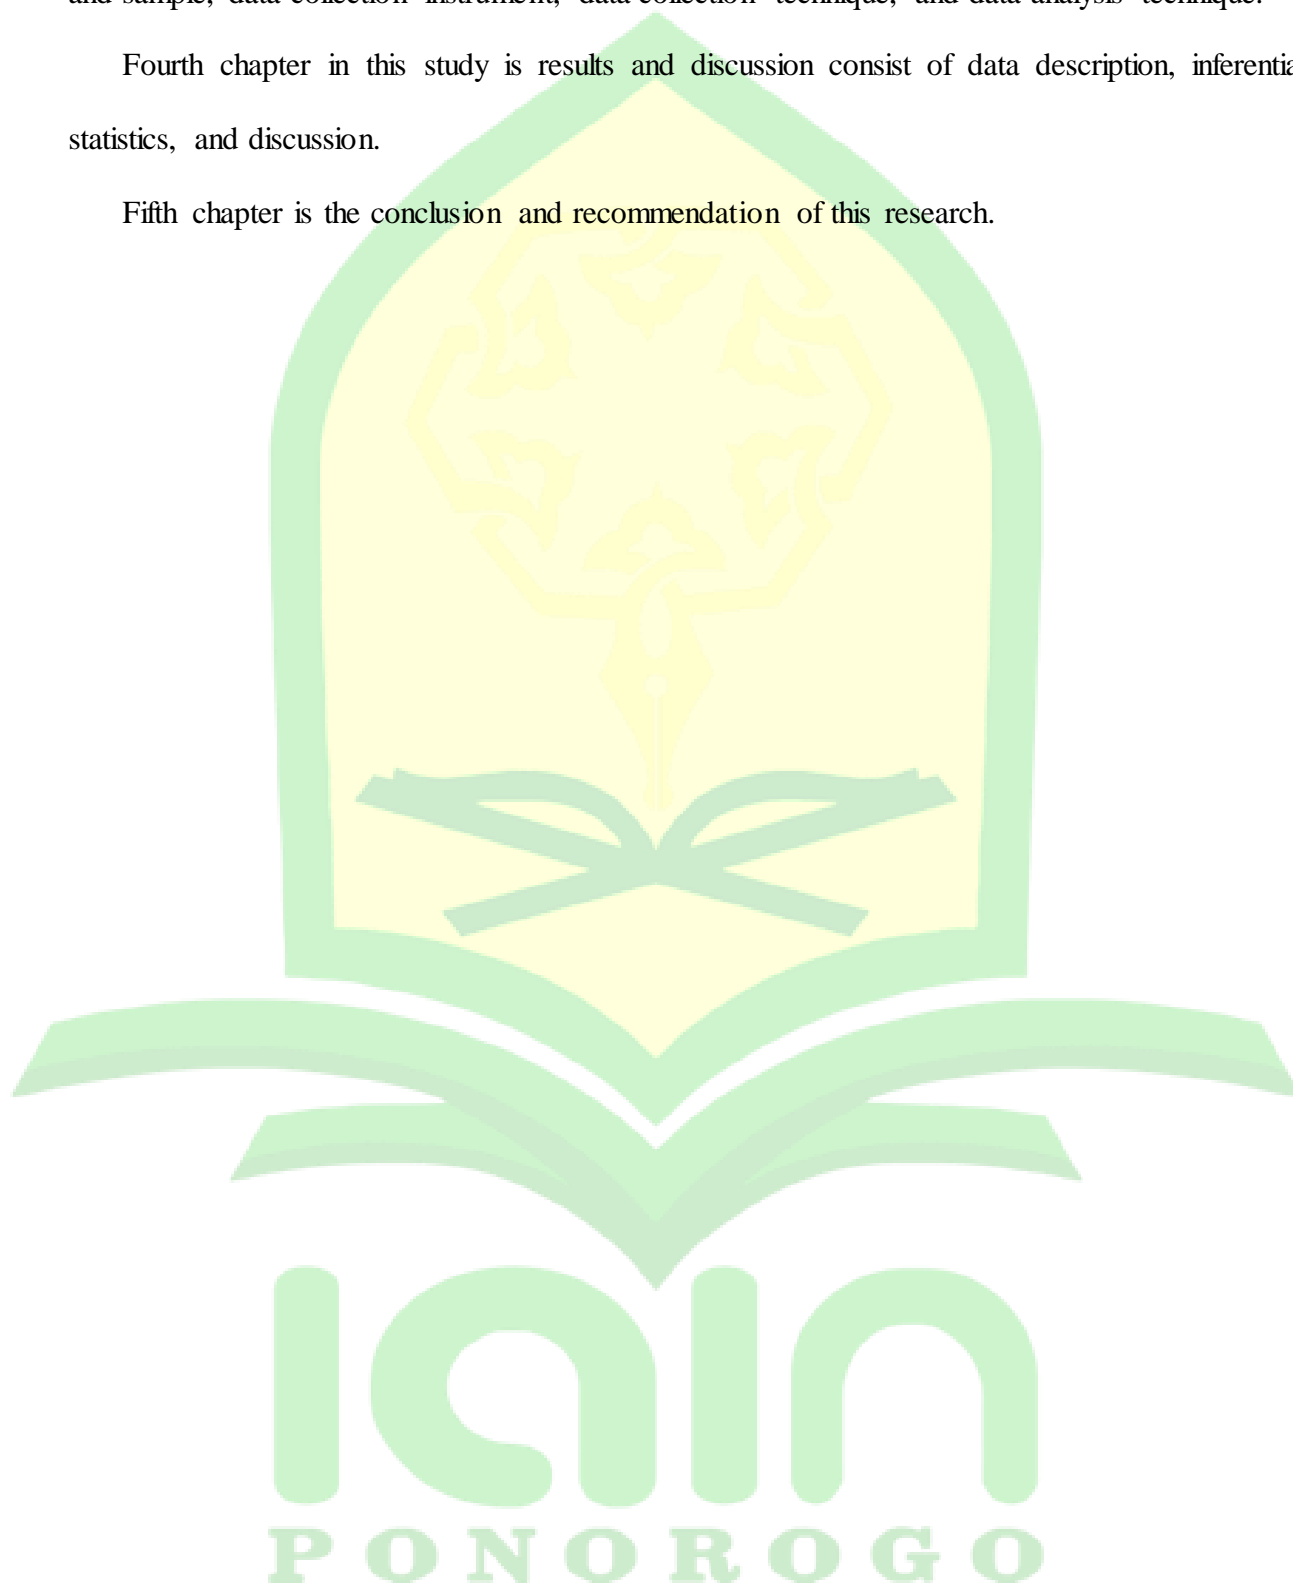 and sample, data collection instrument, data collection technique, and data analysis technique.
Fourth chapter in this study is results and discussion consist of data description, inferentia
statistics, and discussion.
Fifth chapter is the conclusion and recommendation of this research.
iain
PONOROGO